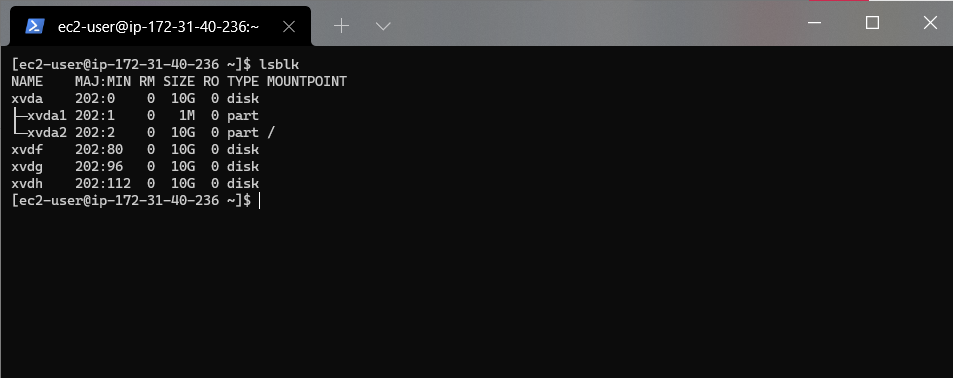 ec2-user@ip-172-31-40-236:~
[ec2-user@ip-172-31-40-236 ~]$ lsblk
NAME    MAJ:MIN RM SIZE RO TYPE MOUNTPOINT
xvda    202:0    0  10G  0 disk
├─xvda1 202:1    0   1M  0 part
└─xvda2 202:2    0  10G  0 part /
xvdf    202:80   0  10G  0 disk
xvdg    202:96   0  10G  0 disk
xvdh    202:112  0  10G  0 disk
[ec2-user@ip-172-31-40-236 ~]$